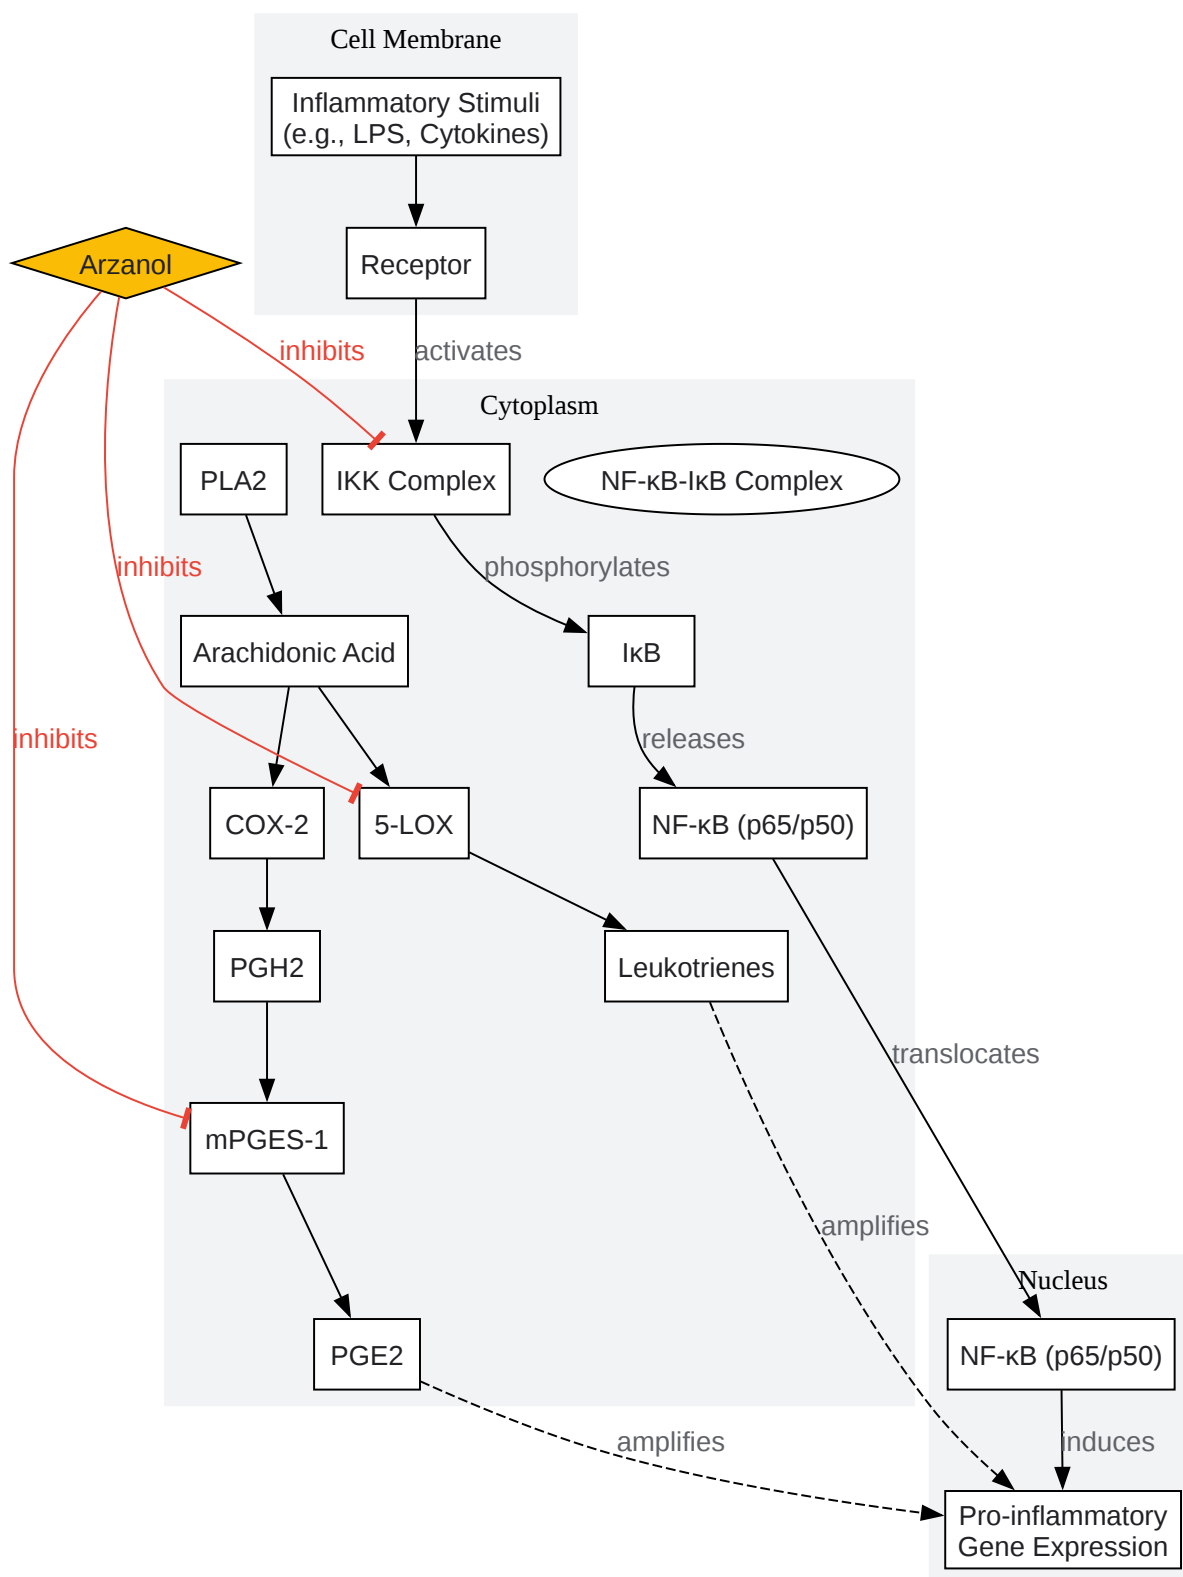 Cell Membrane
Inflammatory Stimuli
(e.g., LPS, Cytokines)
Arzanol
Receptor
inhibits
activates
Cytoplasm
PLA2
IKK Complex
NF-κB-IκB Complex
inhibits
phosphorylates
Arachidonic Acid
IκB
inhibits
releases
COX-2
5-LOX
NF-κB (p65/p50)
PGH2
Leukotrienes
translocates
mPGES-1
amplifies
Nucleus
PGE2
NF-κB (p65/p50)
amplifies
induces
Pro-inflammatory
Gene Expression